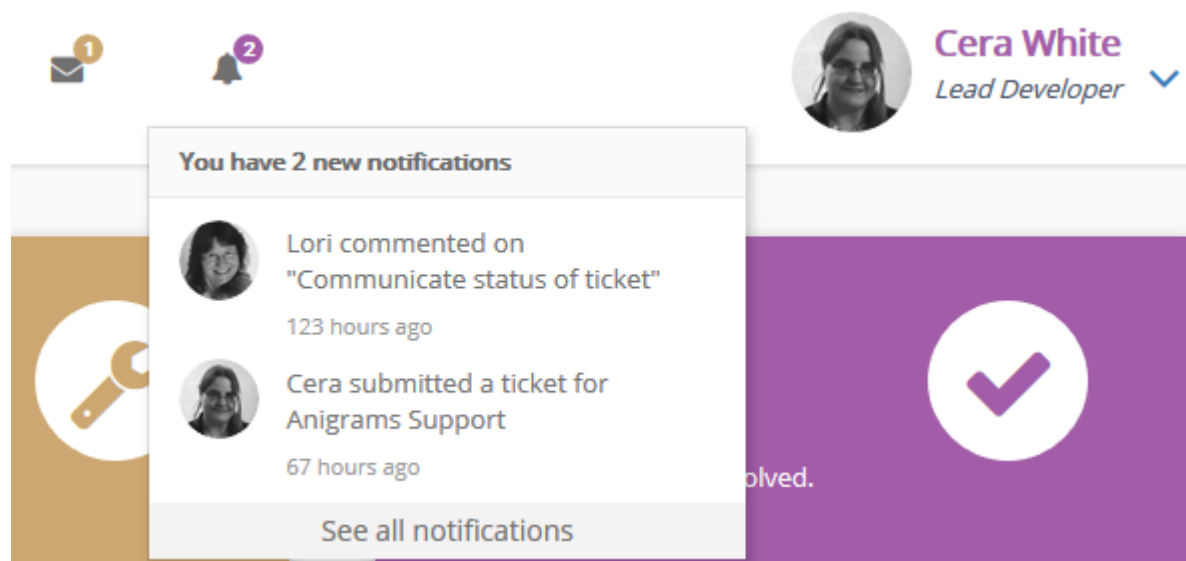 1
2
Cera White
Lead Developer
You have 2 new notifications
Lori commented on
"Communicate status of ticket"
123 hours ago
Cera submitted a ticket for
Anigrams Support
67 hours ago
See all notifications